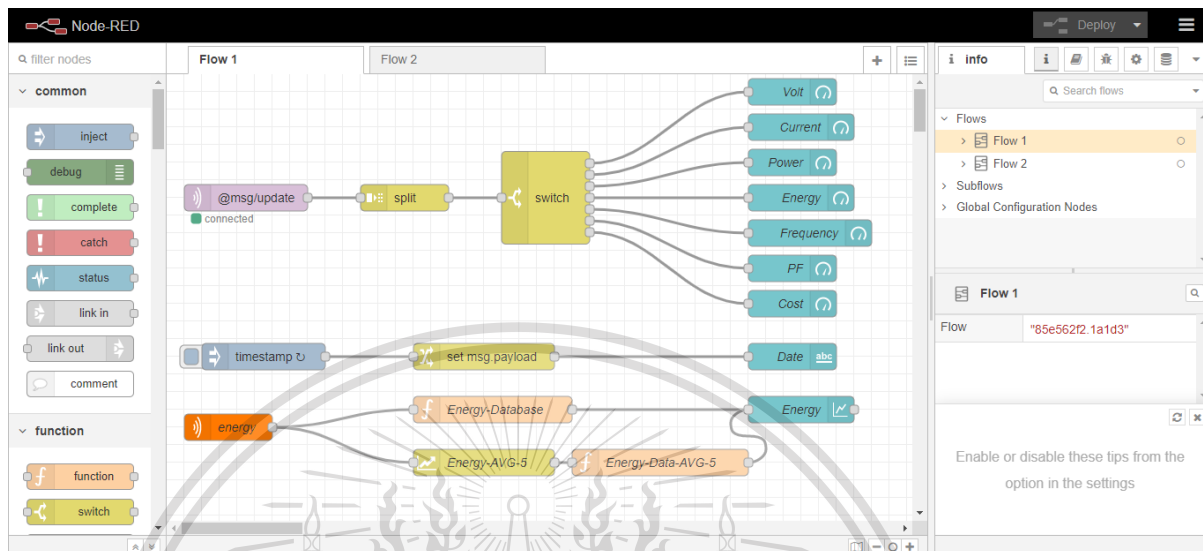 Node-RED
Deploy
filter nodes
Flow 1
Flow 2
info
Search flows
common
inject
debug
complete
catch
status
link in
link out
comment
function
function
switch
@msg/update
connected
split
switch
Volt
Current
Power
Energy
Frequency
PF
Cost
timestamp ↻
set msg.payload
Date
abc
energy
Energy-Database
Energy
Energy-AVG-5
Energy-Data-AVG-5
Flows
Flow 1
Flow 2
Subflows
Global Configuration Nodes
Flow 1
Flow "85e562f2.1a1d3"
Enable or disable these tips from the
option in the settings